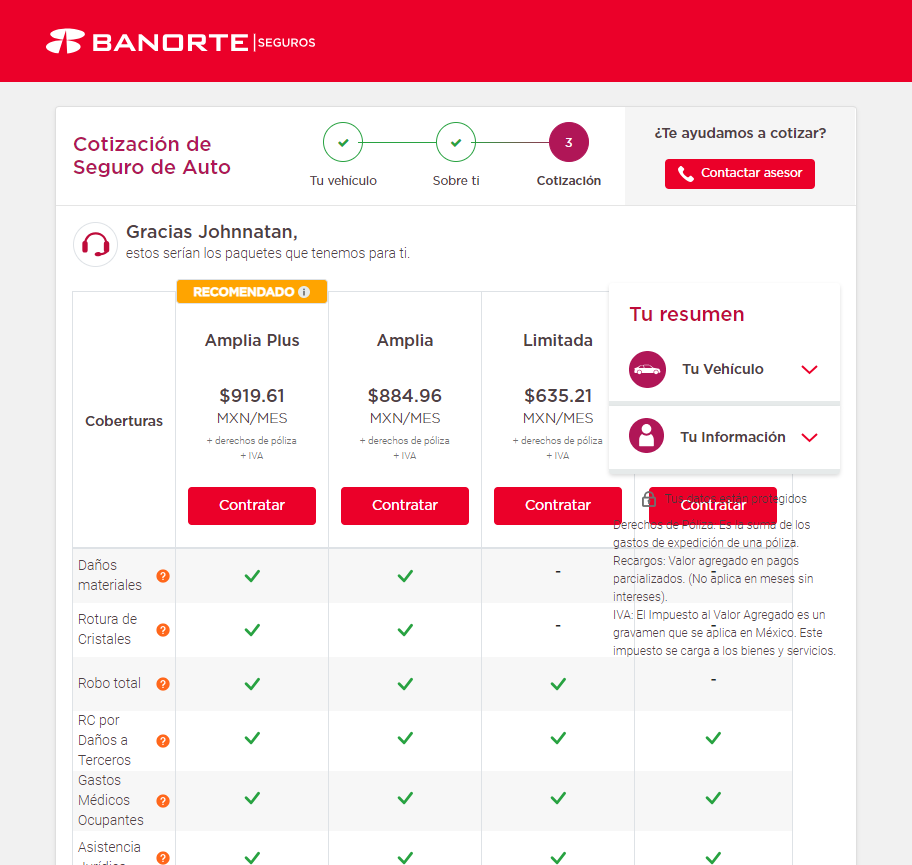 BANORTE | SEGUROS
Cotización de
Seguro de Auto
3
Tu vehículo
Sobre ti
Cotización
¿Te ayudamos a cotizar?
Contactar asesor
Gracias Johnnatan,
estos serían los paquetes que tenemos para ti.
RECOMENDADO
Coberturas
Amplia Plus
$919.61
MXN/MES
+ derechos de póliza
+ IVA
Contratar
Amplia
$884.96
MXN/MES
+ derechos de póliza
+ IVA
Contratar
Limitada
$635.21
MXN/MES
+ derechos de póliza
+ IVA
Contratar
Contratar
Tu resumen
Tu Vehículo
Tu Información
Tus datos están protegidos
Derechos de Póliza: Es la suma de los
gastos de expedición de una póliza.
Recargos: Valor agregado en pagos
parcializados. (No aplica en meses sin
intereses).
IVA: El Impuesto al Valor Agregado es un
gravamen que se aplica en México. Este
impuesto se carga a los bienes y servicios.
Daños
materiales
?
-
-
Rotura de
Cristales
?
-
-
Robo total
?
-
RC por
Daños a
Terceros
?
Gastos
Médicos
Ocupantes
?
Asistencia
?